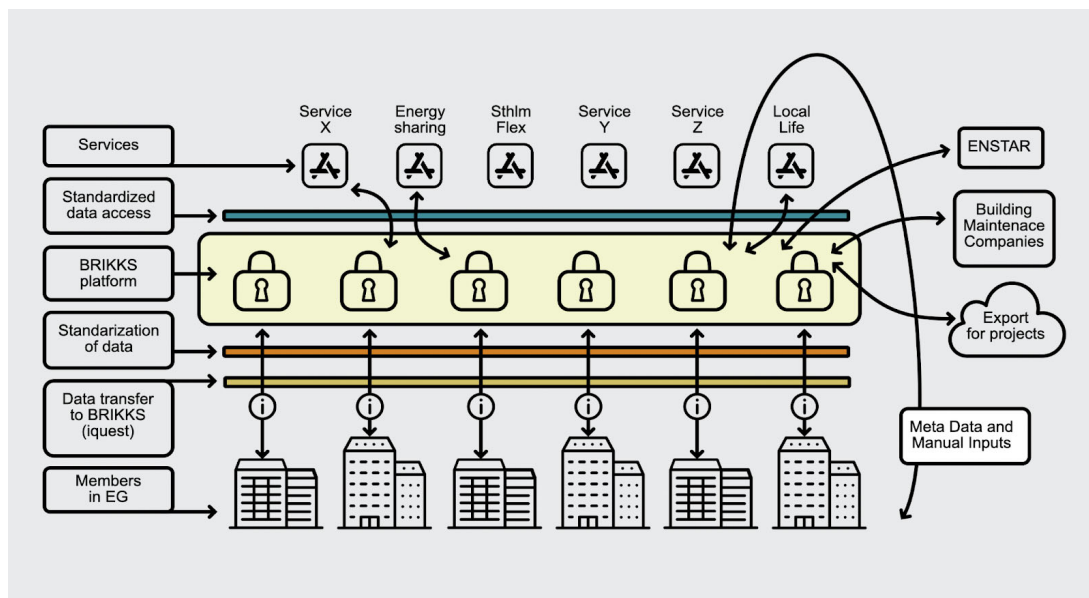 Service
X
Energy
sharing
Sthlm
Flex
Service
Y
Service
Z
Local
Life
Services
Standardized
data access
BRIKKS
platform
Standarization
of data
Data transfer
to BRIKKS
(iquest)
Members
in EG
ENSTAR
Building
Maintenace
Companies
Export
for projects
Meta Data and
Manual Inputs
i
i
i
i
i
i